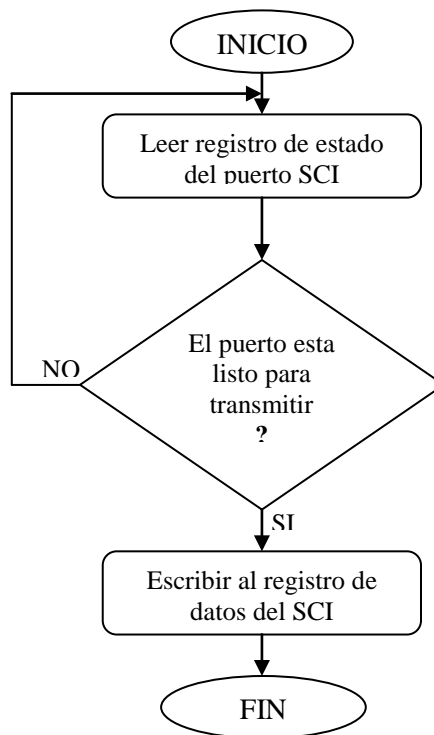 INICIO
Leer registro de estado
del puerto SCI
El puerto esta
listo para
transmitir
?
NO
SI
Escribir al registro de
datos del SCI
FIN